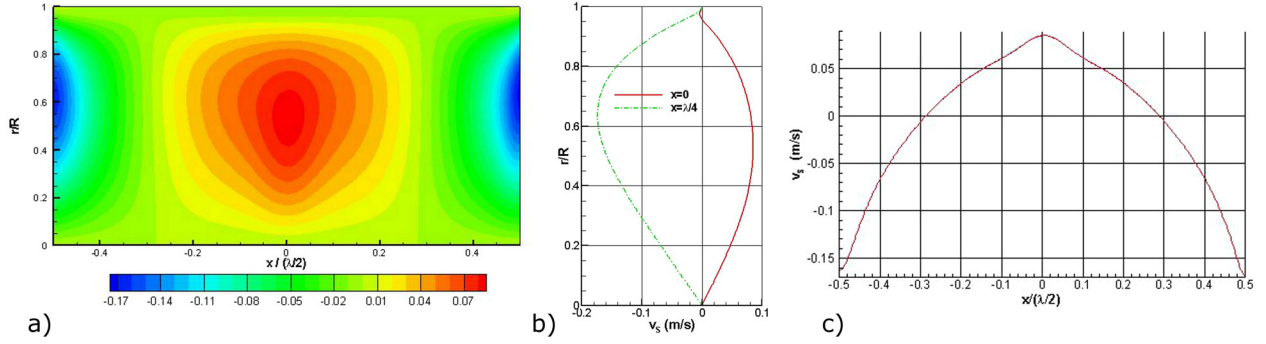 1
0.8
0.6
r/R
0.4
0.2
0
-0.4 -0.2 0 0.2 0.4
x / (λ/2)
-0.17 -0.14 -0.11 -0.08 -0.05 -0.02 0.01 0.04 0.07
a)
1
0.8
x=0
x=λ/4
0.6
r/R
0.4
0.2
0
-0.2 -0.1 0 0.1
vs (m/s)
b)
0.05
0
vs (m/s)
-0.05
-0.1
-0.15
-0.5 -0.4 -0.3 -0.2 -0.1 0 0.1 0.2 0.3 0.4 0.5
x/(λ/2)
c)